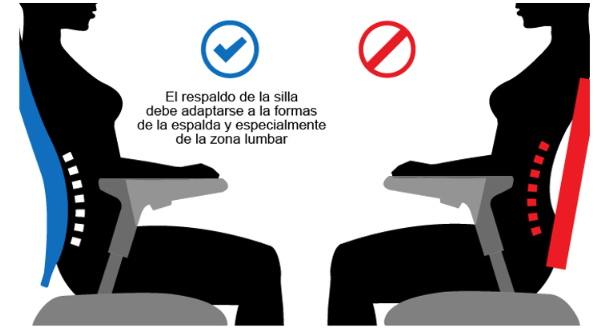 El respaldo de la silla
debe adaptarse a la formas
de la espalda y especialmente
de la zona lumbar